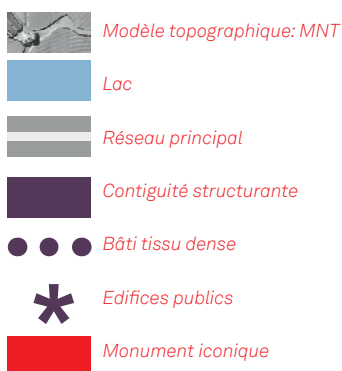 Modèle topographique: MNT
Lac
Réseau principal
Contiguité structurante
Bâti tissu dense
Edifices publics
Monument iconique